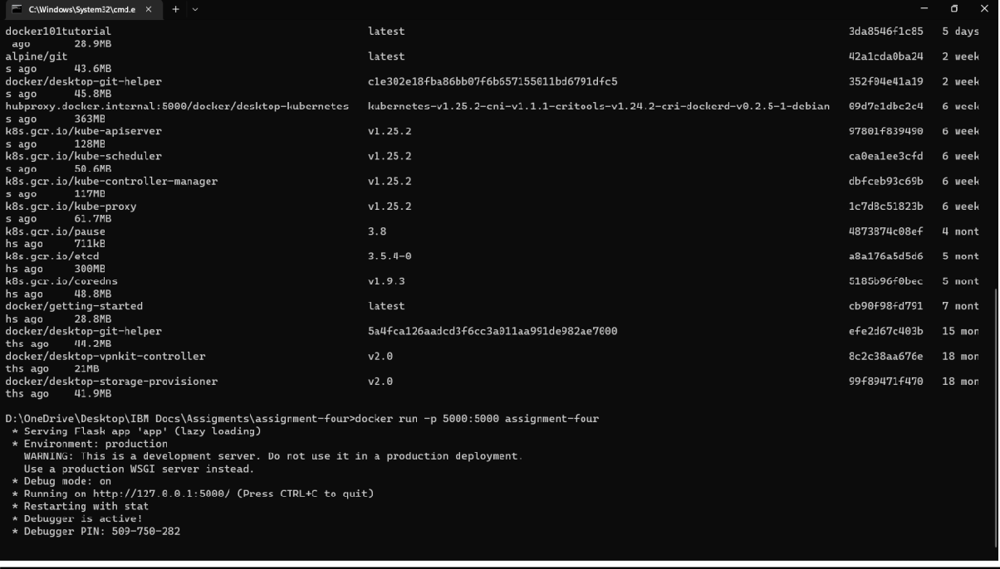 C:\Windows\System32\cmd.e
docker101tutorial latest 3da8546f1c85 5 days
ago 28.9MB
alpine/git latest 42a1cda0ba24 2 week
s ago 43.6MB
docker/desktop-git-helper c1e302e18fba86bb07f6b657155011bd6791dfc5 352f04e41a19 2 week
s ago 45.8MB
hubproxy.docker.internal:5000/docker/desktop-kubernetes kubernetes-v1.25.2-cni-v1.1.1-critools-v1.24.2-cri-dockerd-v0.2.5-1-debian 09d7e1dbc2c4 6 week
s ago 363MB
k8s.gcr.io/kube-apiserver v1.25.2 97801f839490 6 week
s ago 128MB
k8s.gcr.io/kube-scheduler v1.25.2 ca0ea1ee3cfd 6 week
s ago 50.6MB
k8s.gcr.io/kube-controller-manager v1.25.2 dbfceb93c69b 6 week
s ago 117MB
k8s.gcr.io/kube-proxy v1.25.2 1c7d8c51823b 6 week
s ago 61.7MB
k8s.gcr.io/pause 3.8 4873874c08ef 4 mont
hs ago 711kB
k8s.gcr.io/etcd 3.5.4-0 a8a176a5d5d6 5 mont
hs ago 300MB
k8s.gcr.io/coredns v1.9.3 5185b96f0bec 5 mont
hs ago 48.8MB
docker/getting-started latest cb90f98fd791 7 mont
hs ago 28.8MB
docker/desktop-git-helper 5a4fca126aadcd3f6cc3a011aa991de982ae7000 efe2d67c403b 15 mon
ths ago 44.2MB
docker/desktop-vpnkit-controller v2.0 8c2c38aa676e 18 mon
ths ago 21MB
docker/desktop-storage-provisioner v2.0 99f89471f470 18 mon
ths ago 41.9MB
D:\OneDrive\Desktop\IBM Docs\Assigments\assignment-four>docker run -p 5000:5000 assignment-four
* Serving Flask app 'app' (lazy loading)
* Environment: production
WARNING: This is a development server. Do not use it in a production deployment.
Use a production WSGI server instead.
* Debug mode: on
* Running on http://127.0.0.1:5000/ (Press CTRL+C to quit)
* Restarting with stat
* Debugger is active!
* Debugger PIN: 509-750-282